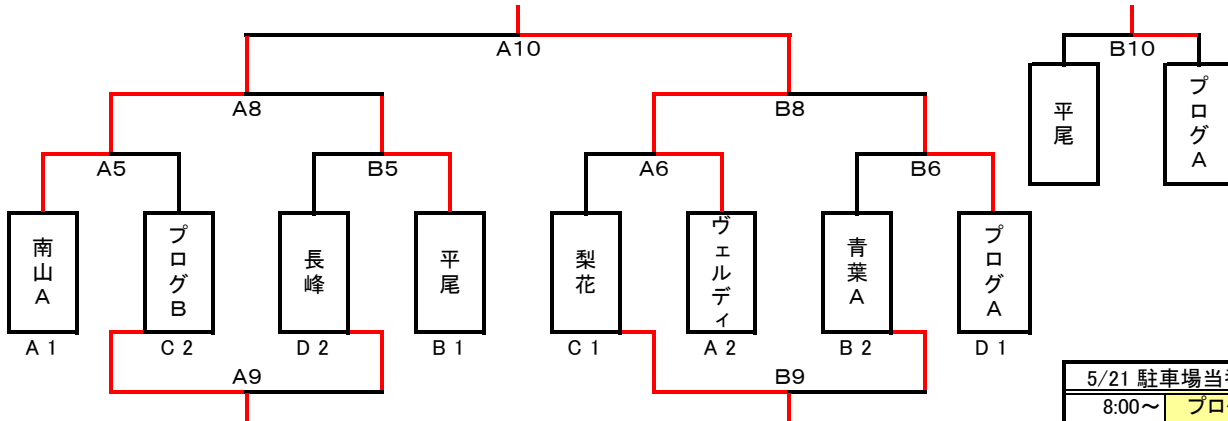 A10
B10
平尾
プログA
A8
B8
A5
B5
A6
B6
南山A
プログB
長峰
平尾
梨花
ヴェルディ
青葉A
プログA
A1
C2
D2
B1
C1
A2
B2
D1
A9
B9
5/21 駐車場当
8:00～ プロ